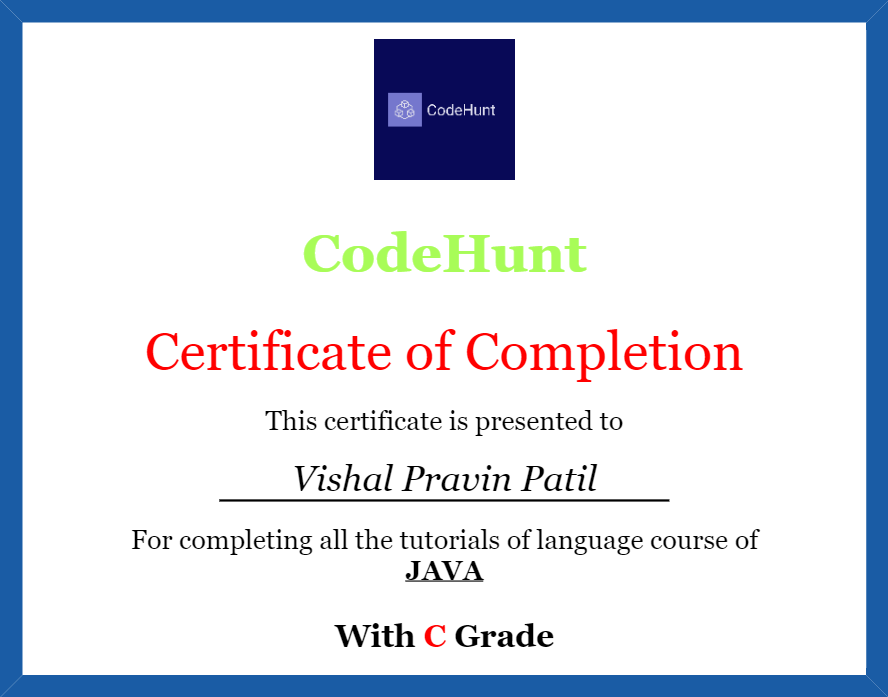 CodeHunt
CodeHunt
Certificate of Completion
This certificate is presented to
Vishal Pravin Patil
For completing all the tutorials of language course of
JAVA
With C Grade